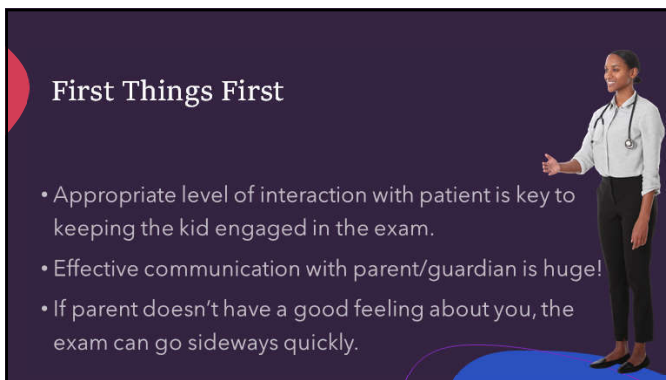 First Things First
• Appropriate level of interaction with patient is key to
keeping the kid engaged in the exam.
• Effective communication with parent/guardian is huge!
• If parent doesn't have a good feeling about you, the
exam can go sideways quickly.